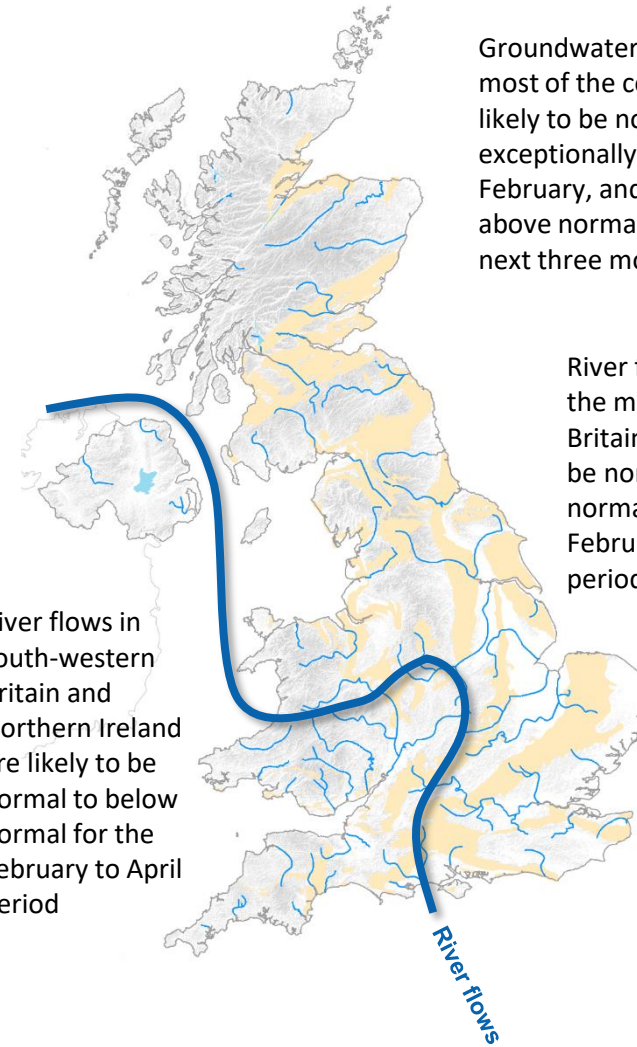 Groundwater
most of the co
likely to be no
exceptionally
February, and
above norma
next three mo
River f
the m
Britain
be nor
norma
Februa
period
iver flows in
outh-western
ritain and
orthern Ireland
re likely to be
ormal to below
ormal for the
ebruary to April
eriod
River flows